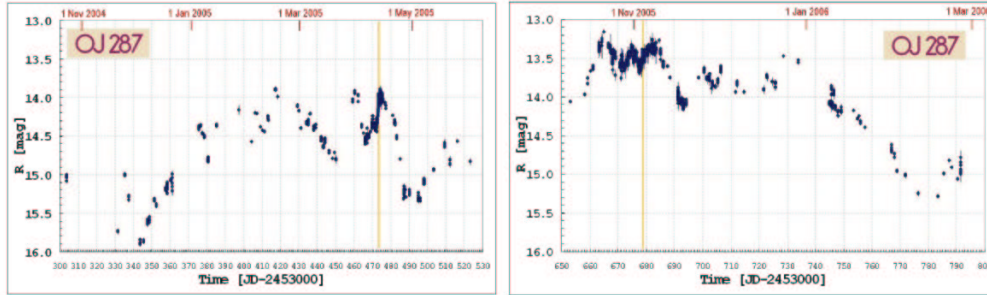 1 Nov 2004 1 Jan 2005 1 Mar 2005 1 May 2005
13.0
OJ 287
13.5
14.0
14.5
15.0
15.5
16.0
R [mag]
300 310 320 330 340 350 360 370 380 390 400 410 420 430 440 450 460 470 480 490 500 510 520 530
Time [JD-2453000]
1 Nov 2005 1 Jan 2006 1 Mar 200
13.0
OJ 287
13.5
14.0
14.5
15.0
15.5
16.0
R [mag]
650 660 670 680 690 700 710 720 730 740 750 760 770 780 790 80
Time [JD-2453000]